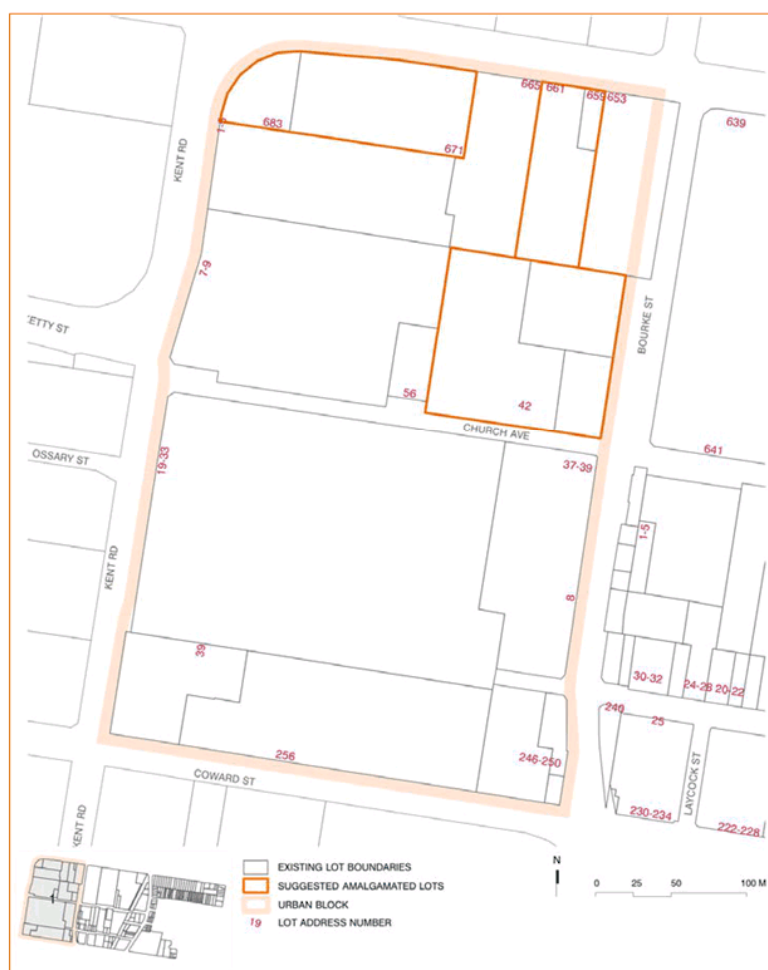 665
661
659
653
639
1-5
683
671
KENT RD
7-9
BOURKE ST
ETTY ST
56
42
CHURCH AVE
641
OSSARY ST
19-33
37-39
1-5
KENT RD
8
39
30-32
24-28
20-22
240
25
256
246-250
COWARD ST
LAYCOCK ST
230-234
222-228
KENT RD
EXISTING LOT BOUNDARIES
SUGGESTED AMALGAMATED LOTS
URBAN BLOCK
19 LOT ADDRESS NUMBER
1
N
0 25 50 100 M